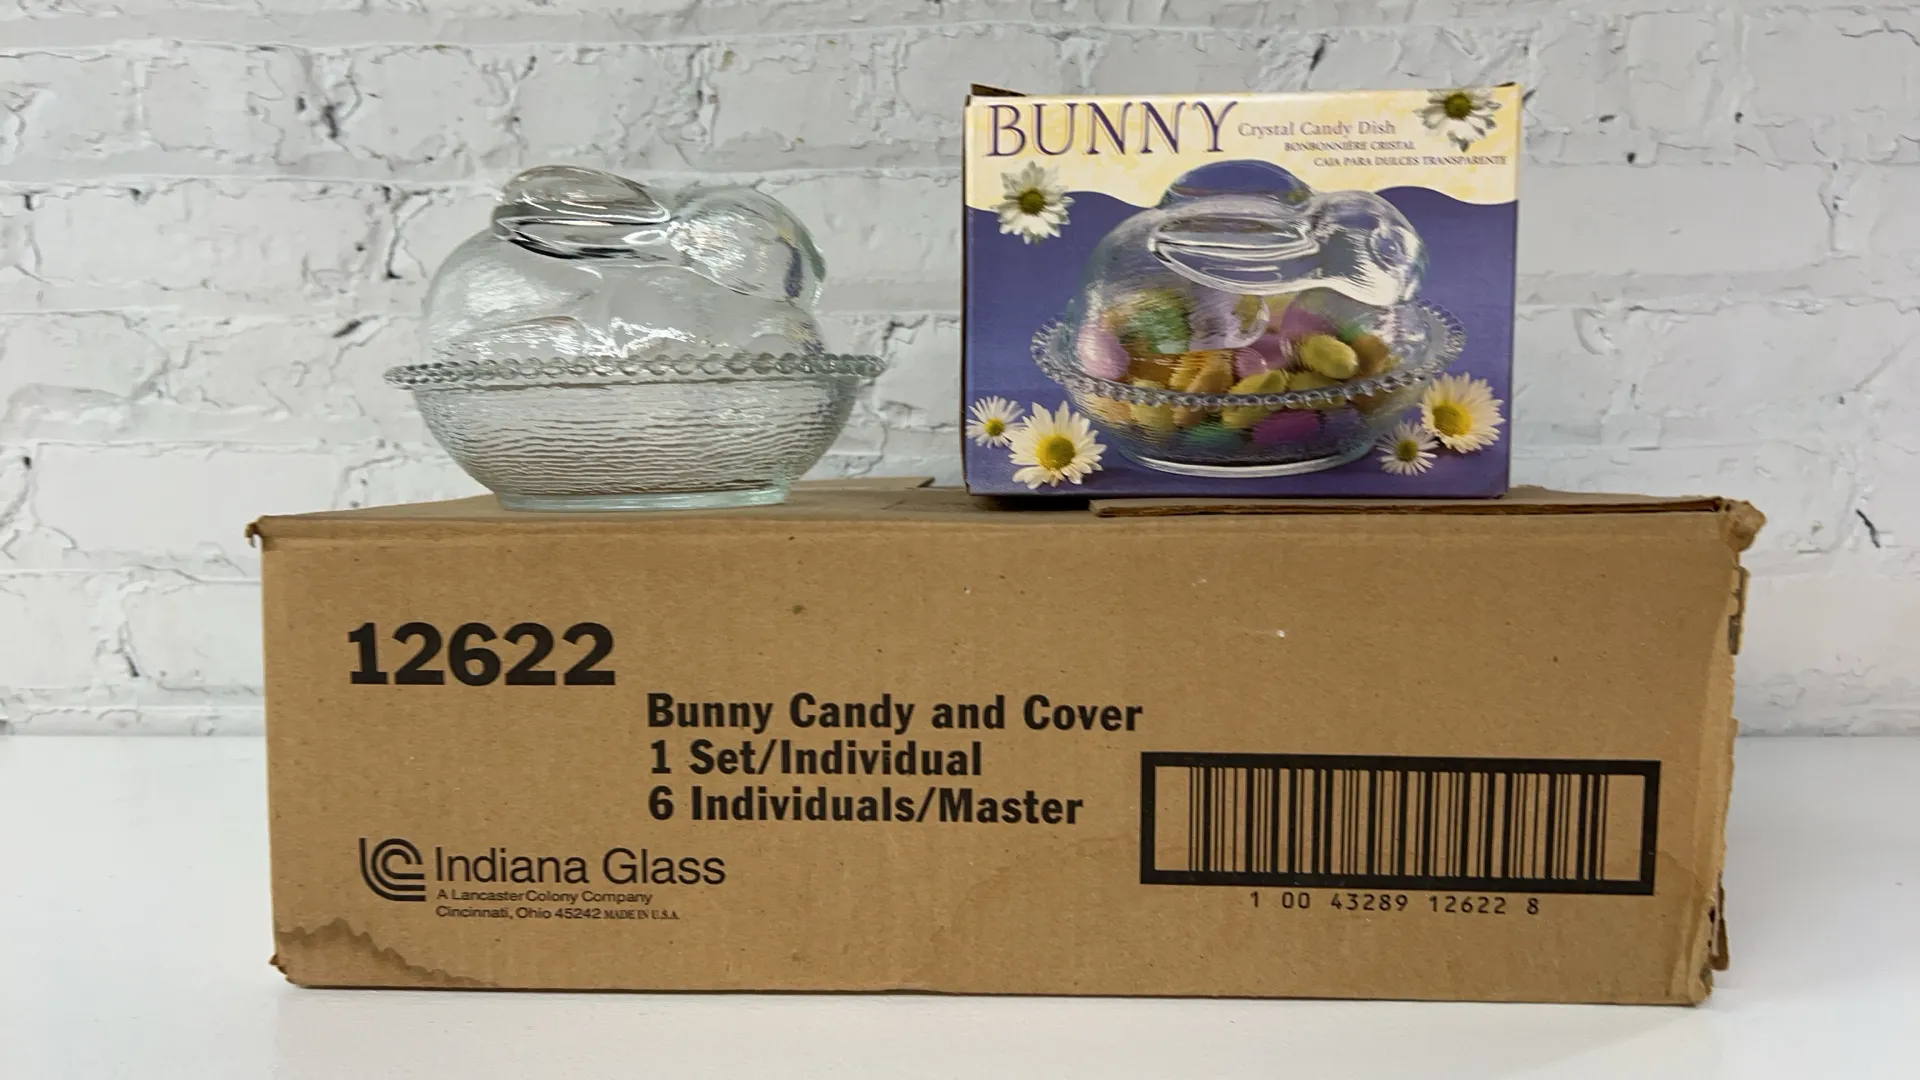 BUNNY Crystal Candy Dish
BONBONNIÈRE CRISTAL
CAJA PARA DULCES TRANSPARENTE
12622
Bunny Candy and Cover
1 Set/Individual
6 Individuals/Master
Indiana Glass
A Lancaster Colony Company
Cincinnati, Ohio 45242 MADE IN U.S.A.
1 00 43289 12622 8